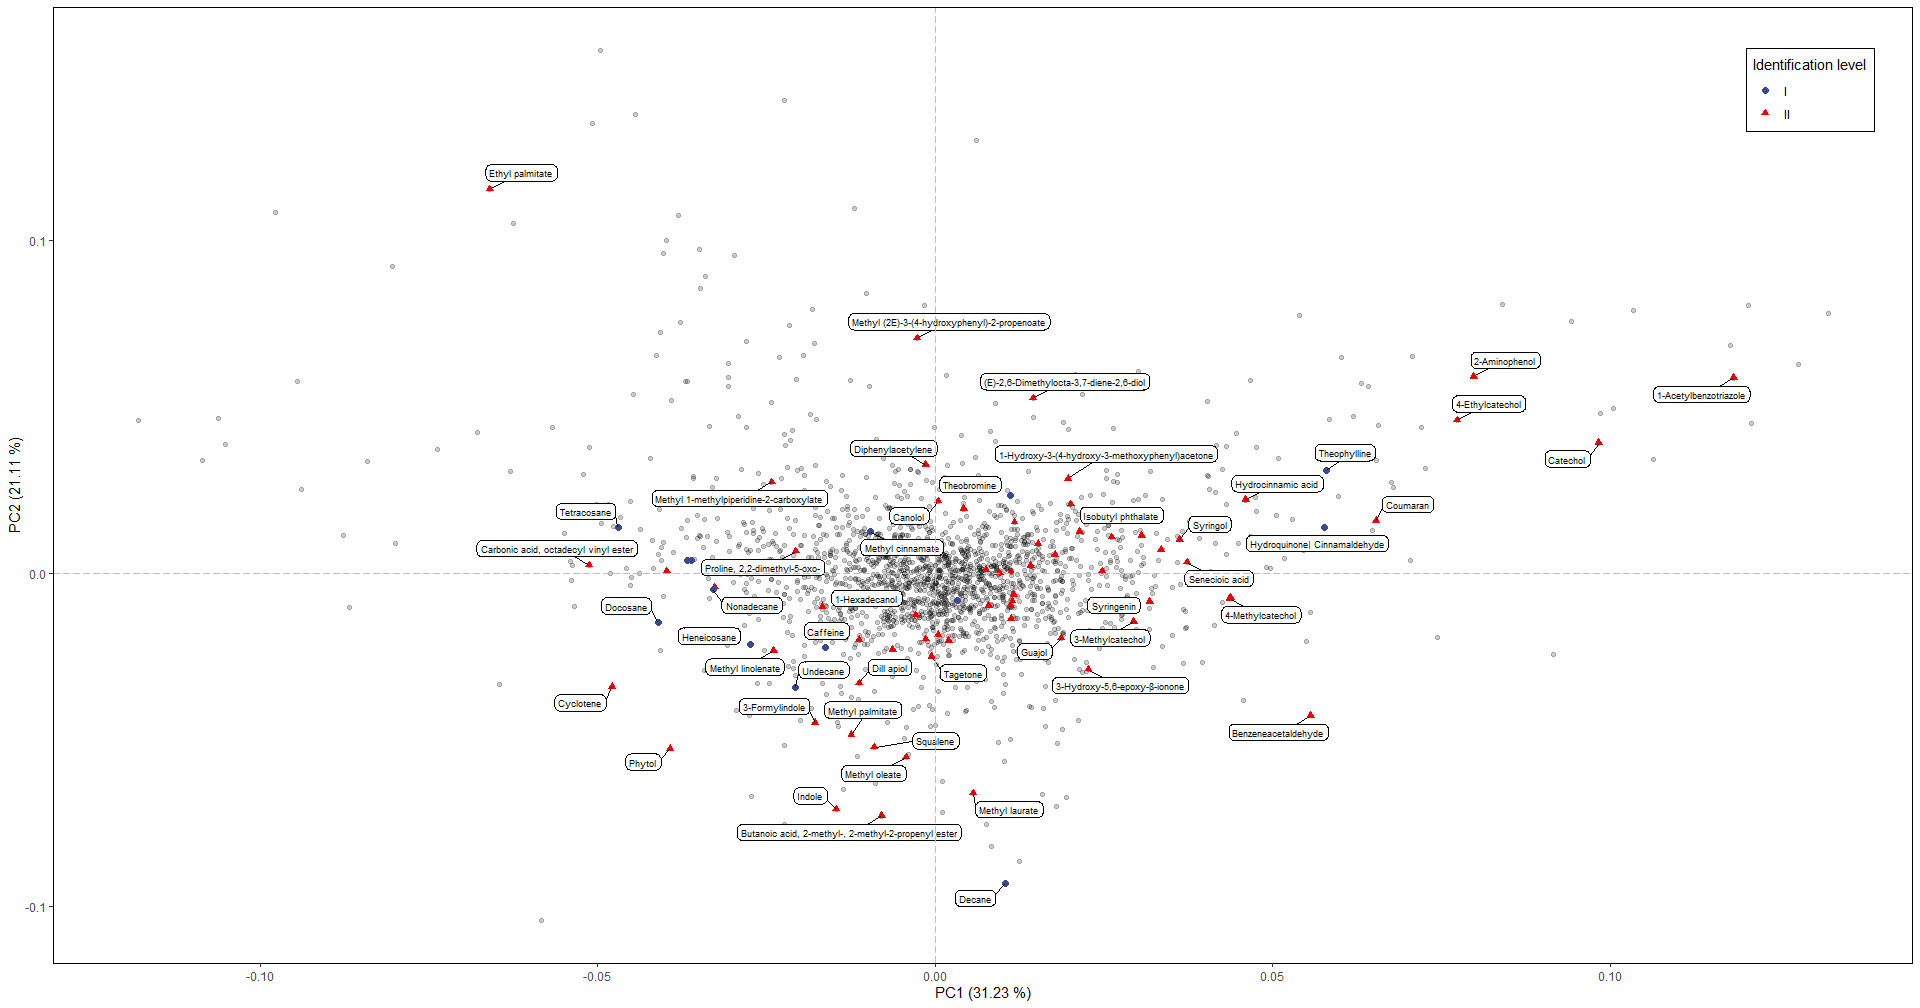 Identification level
I
II
Ethyl palmitate
0.1
Methyl (2E)-3-(4-hydroxyphenyl)-2-propenoate
2-Aminophenol
(E)-2,6-Dimethylocta-3,7-diene-2,6-diol
1-Acetylbenzotriazole
4-Ethylcatechol
Diphenylacetylene
1-Hydroxy-3-(4-hydroxy-3-methoxyphenyl)acetone
Theophylline
Catechol
Theobromine
Hydrocinnamic acid
Methyl 1-methylpiperidine-2-carboxylate
Coumaran
Tetracosane
Canolol
Isobutyl phthalate
Syringol
Carbonic acid, octadecyl vinyl ester
Methyl cinnamate
Hydroquinone| Cinnamaldehyde
Proline, 2,2-dimethyl-5-oxo-
0.0
Senecioic acid
Docosane
Nonadecane
1-Hexadecanol
Syringenin
4-Methylcatechol
Heneicosane
Caffeine
3-Methylcatechol
Guajol
Methyl linolenate
Undecane
Dill apiol
Tagetone
3-Hydroxy-5,6-epoxy-β-ionone
Cyclotene
3-Formylindole
Methyl palmitate
Benzeneacetaldehyde
Squalene
Phytol
Methyl oleate
Indole
Methyl laurate
Butanoic acid, 2-methyl-, 2-methyl-2-propenyl ester
Decane
-0.1
PC2 (21.11 %)
-0.10
-0.05
0.00
0.05
0.10
PC1 (31.23 %)